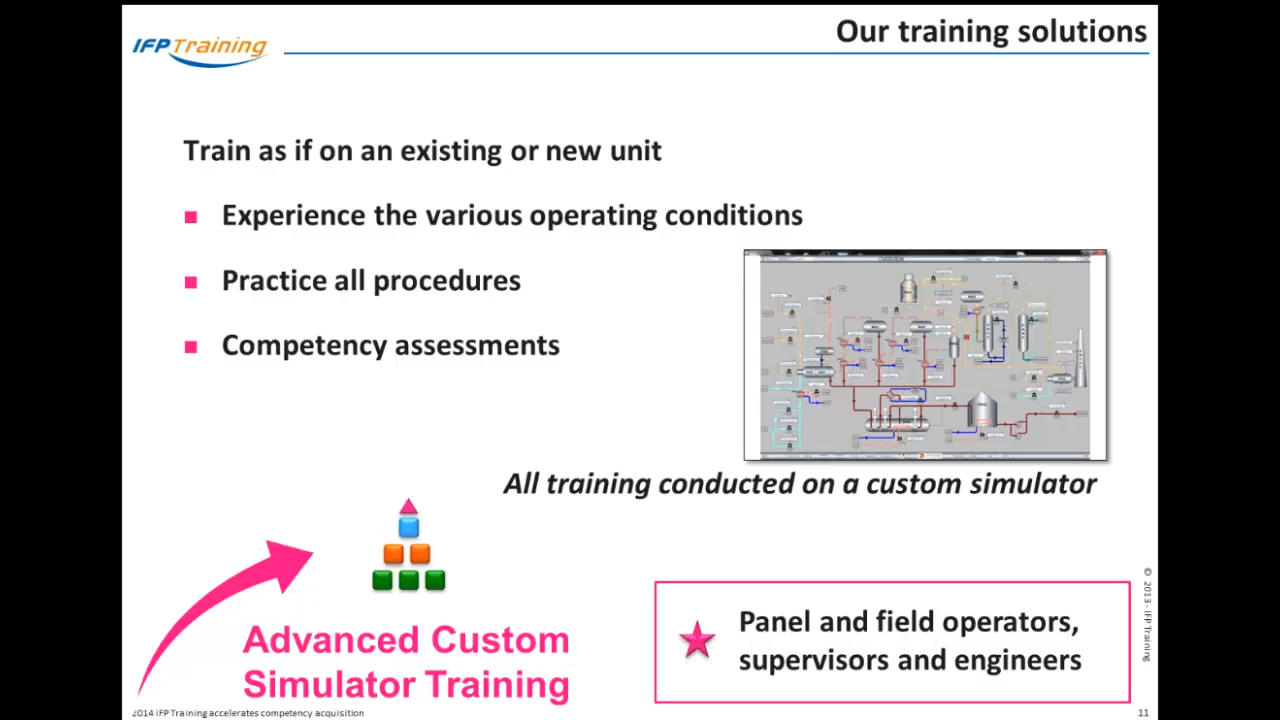 Our training solutions
IFP Training
Train as if on an existing or new unit
Experience the various operating conditions
Practice all procedures
Competency assessments
OVERVIEW
All training conducted on a custom simulator
Advanced Custom
Simulator Training
Panel and field operators,
supervisors and engineers
© 2013 - IFP Training
2014 IFP Training accelerates competency acquisition
11